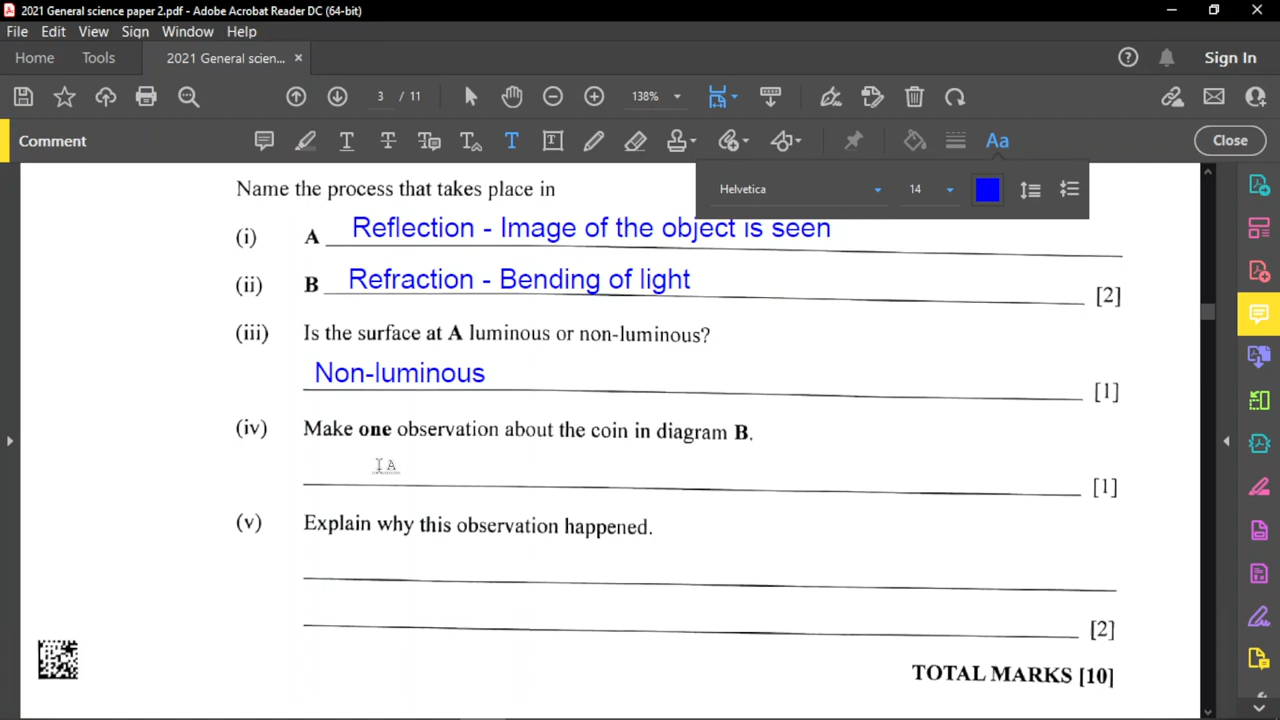 2021 General science paper 2.pdf - Adobe Acrobat Reader DC (64-bit)
File Edit View Sign Window Help
Home Tools 2021 General scien... × Sign In
3 / 11 138%
Comment Aa Close
Helvetica 14
Name the process that takes place in
(i) A Reflection - Image of the object is seen
(ii) B Refraction - Bending of light [2]
(iii) Is the surface at A luminous or non-luminous?
Non-luminous [1]
(iv) Make one observation about the coin in diagram B.
A
[1]
(v) Explain why this observation happened.
[2]
TOTAL MARKS [10]